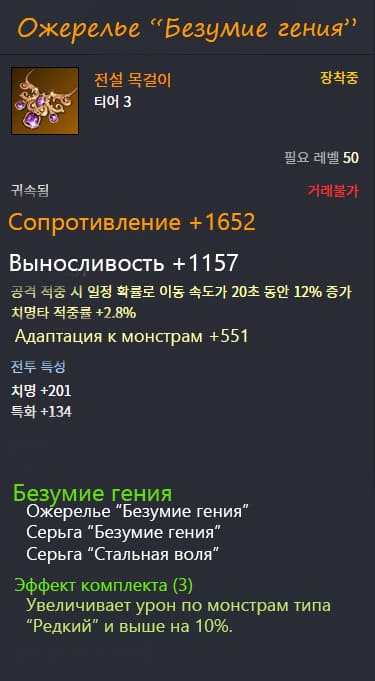 Ожерелье “Безумие гения”
전설 목걸이
장착중
티어 3
필요 레벨 50
귀속됨
거래불가
Сопротивление +1652
Выносливость +1157
공격 적중 시 일정 확률로 이동 속도가 20초 동안 12% 증가
치명타 적중률 +2.8%
Адаптация к монстрам +551
전투 특성
치명 +201
특화 +134
Безумие гения
Ожерелье “Безумие гения”
Серьга “Безумие гения”
Серьга “Стальная воля”
Эффект комплекта (3)
Увеличивает урон по монстрам типа
“Редкий” и выше на 10%.